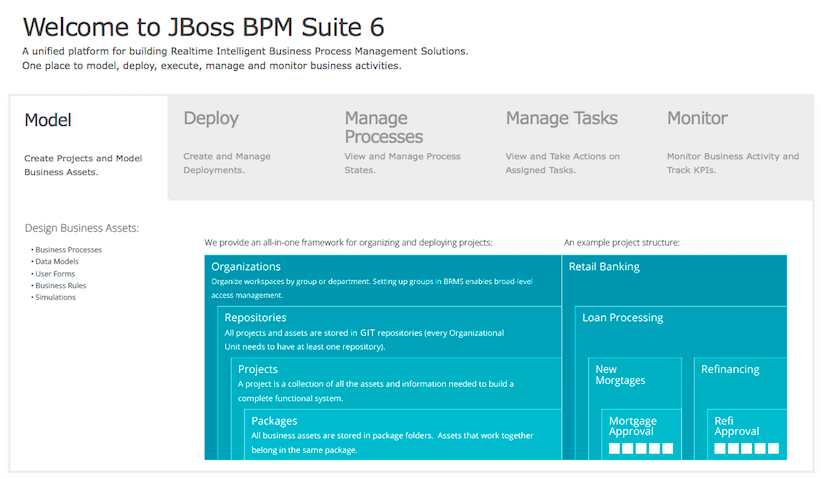 Welcome to JBoss BPM Suite 6
A unified platform for building Realtime Intelligent Business Process Management Solutions.
One place to model, deploy, execute, manage and monitor business activities.
Model
Create Projects and Model
Business Assets.
Deploy
Create and Manage
Deployments.
Manage
Processes
View and Manage Process
States.
Manage Tasks
View and Take Actions on
Assigned Tasks.
Monitor
Monitor Business Activity and
Track KPIs.
Design Business Assets:
• Business Processes
• Data Models
• User Forms
• Business Rules
• Simulations
We provide an all-in-one framework for organizing and deploying projects:
Organizations
Organize workspaces by group or department. Setting up groups in BRMS enables broad-level
access management.
Repositories
All projects and assets are stored in GIT repositories (every Organizational
Unit needs to have at least one repository).
Projects
A project is a collection of all the assets and information needed to build a
complete functional system.
Packages
All business assets are stored in package folders. Assets that work together
belong in the same package.
An example project structure:
Retail Banking
Loan Processing
New
Morgtages
Mortgage
Approval
Refinancing
Refi
Approval